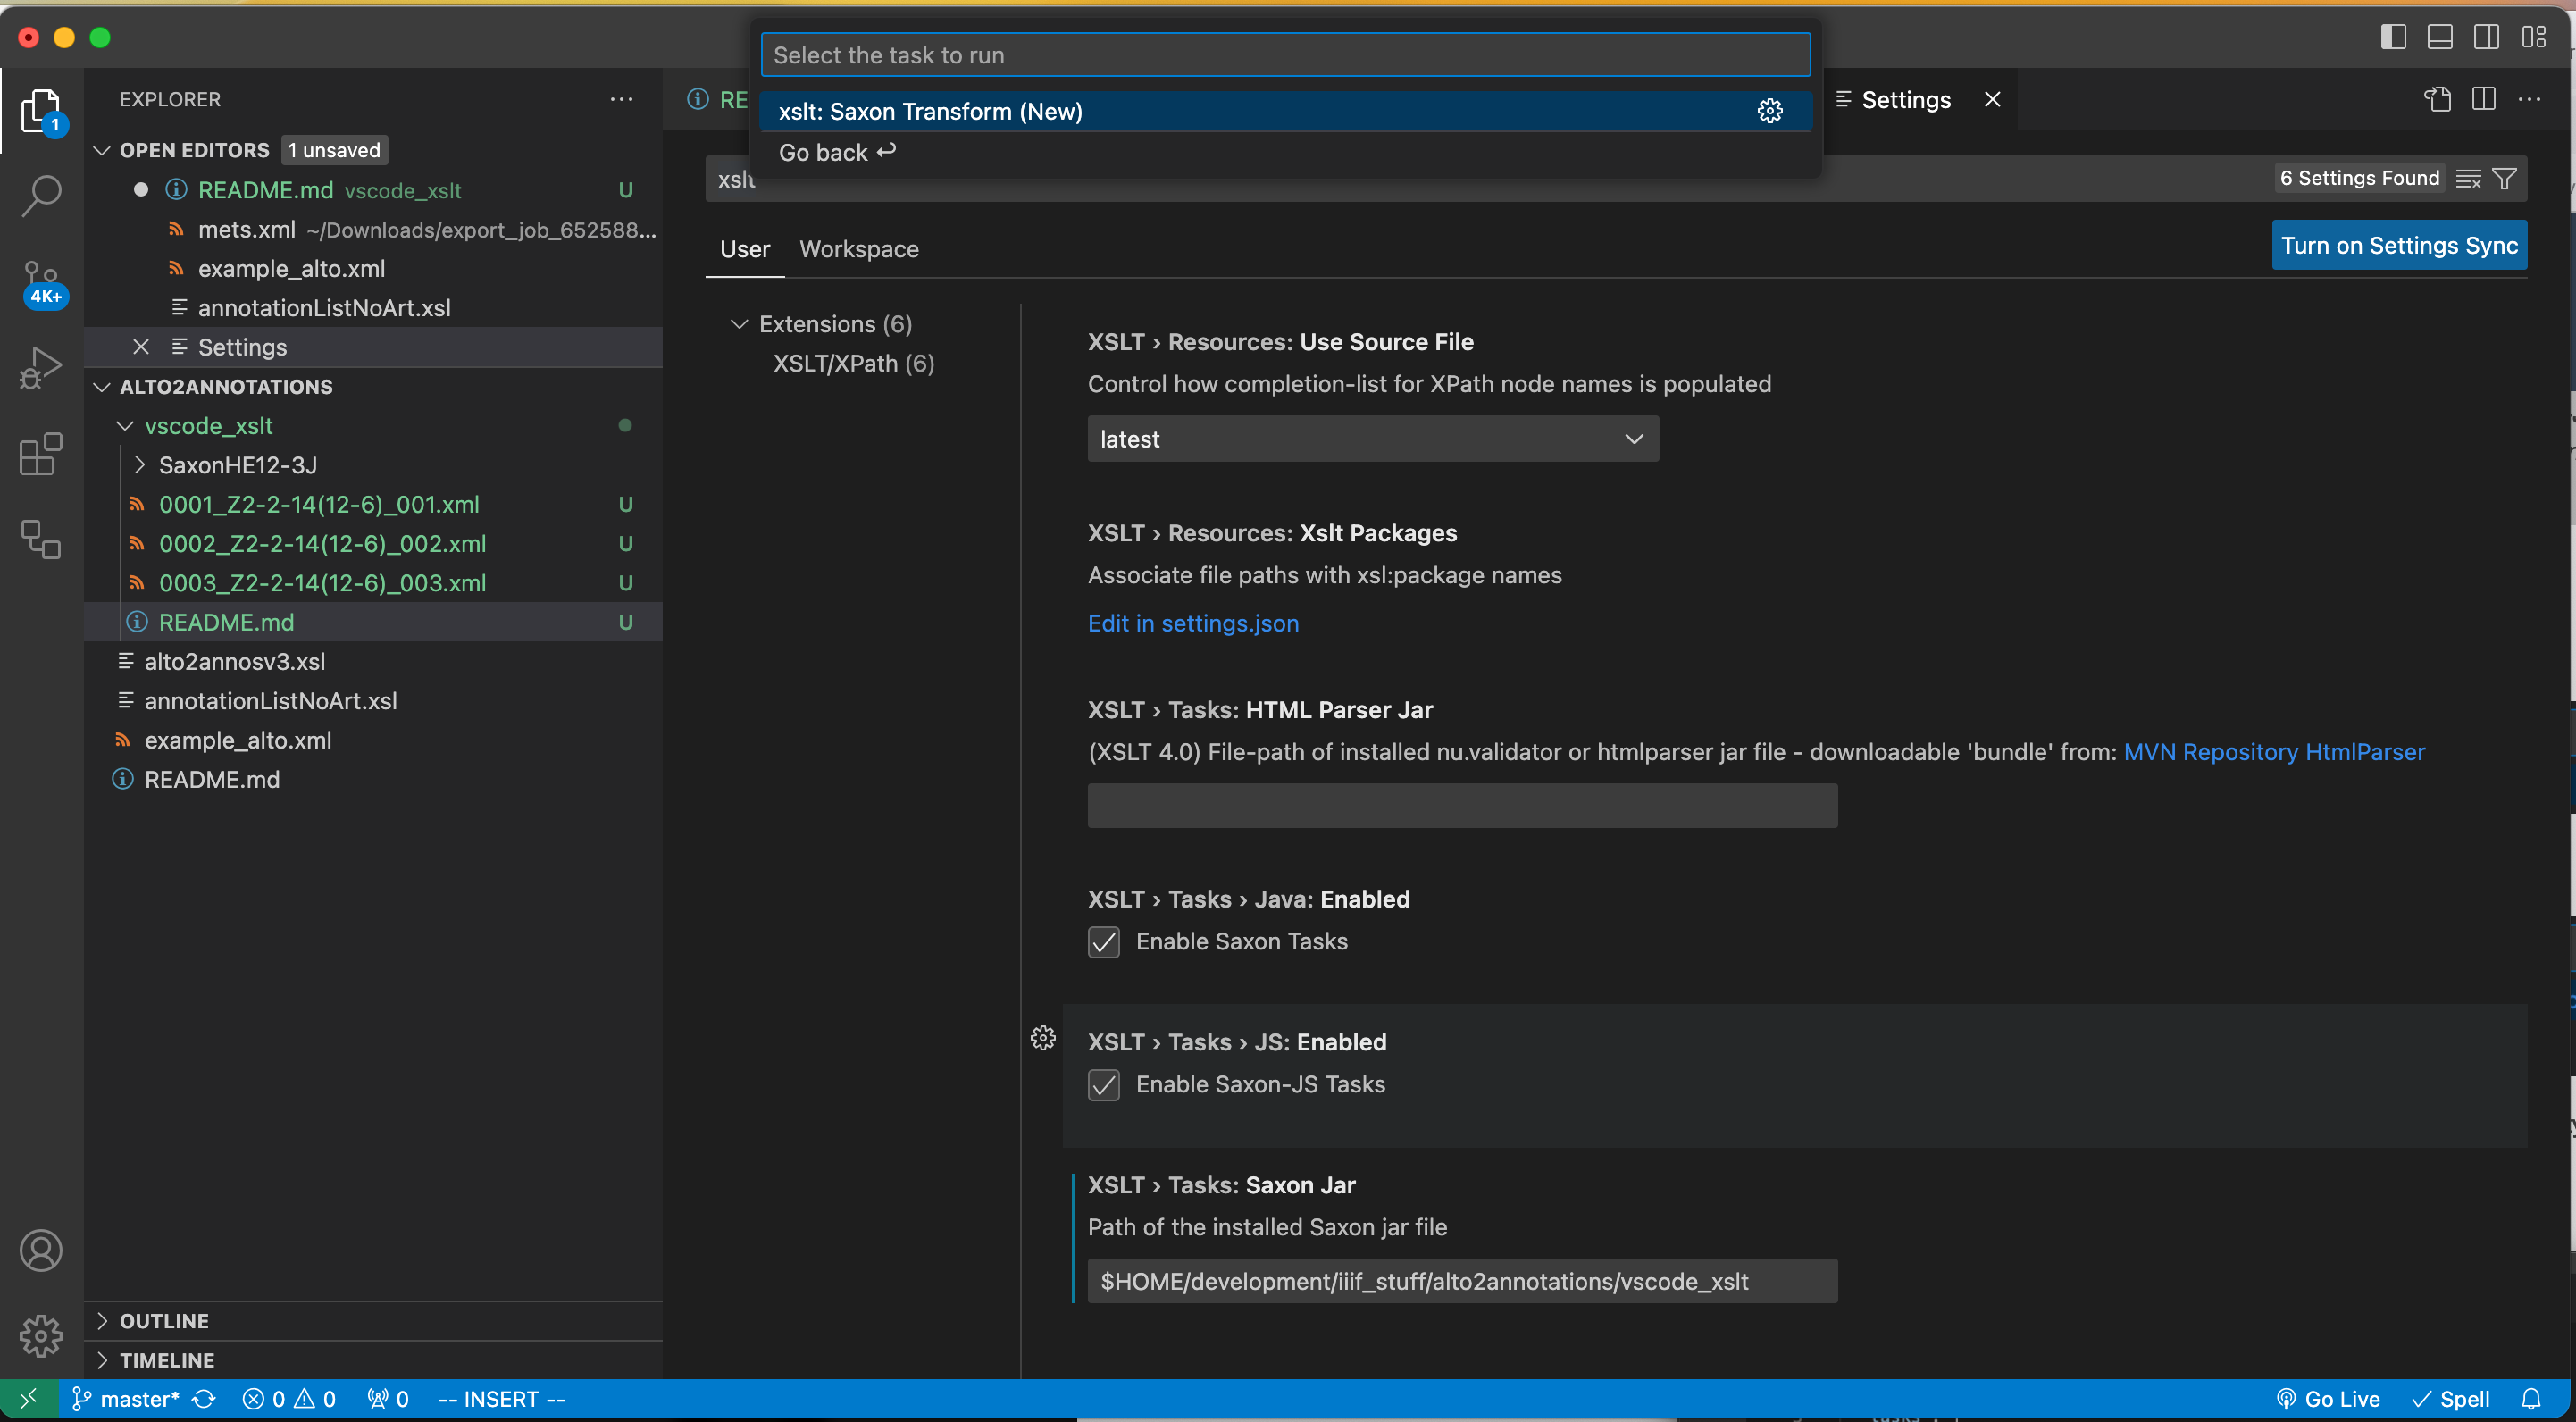 Select the task to run
xslt: Saxon Transform (New)
Go back
EXPLORER
1
OPEN EDITORS 1 unsaved
README.md vscode_xslt U
mets.xml ~/Downloads/export_job_652588...
example_alto.xml
annotationListNoArt.xsl
Settings
4K+
ALTO2ANNOTATIONS
vscode_xslt
SaxonHE12-3J
0001_Z2-2-14(12-6)_001.xml U
0002_Z2-2-14(12-6)_002.xml U
0003_Z2-2-14(12-6)_003.xml U
README.md U
alto2annosv3.xsl
annotationListNoArt.xsl
example_alto.xml
README.md
OUTLINE
TIMELINE
RE
Settings
xslt
6 Settings Found
User Workspace
Turn on Settings Sync
Extensions (6)
XSLT/XPath (6)
XSLT › Resources: Use Source File
Control how completion-list for XPath node names is populated
latest
XSLT › Resources: Xslt Packages
Associate file paths with xsl:package names
Edit in settings.json
XSLT › Tasks: HTML Parser Jar
(XSLT 4.0) File-path of installed nu.validator or htmlparser jar file - downloadable 'bundle' from: MVN Repository HtmlParser
XSLT › Tasks › Java: Enabled
Enable Saxon Tasks
XSLT › Tasks › JS: Enabled
Enable Saxon-JS Tasks
XSLT › Tasks: Saxon Jar
Path of the installed Saxon jar file
$HOME/development/iiif_stuff/alto2annotations/vscode_xslt
master* 0 0 0 -- INSERT -- Go Live Spell